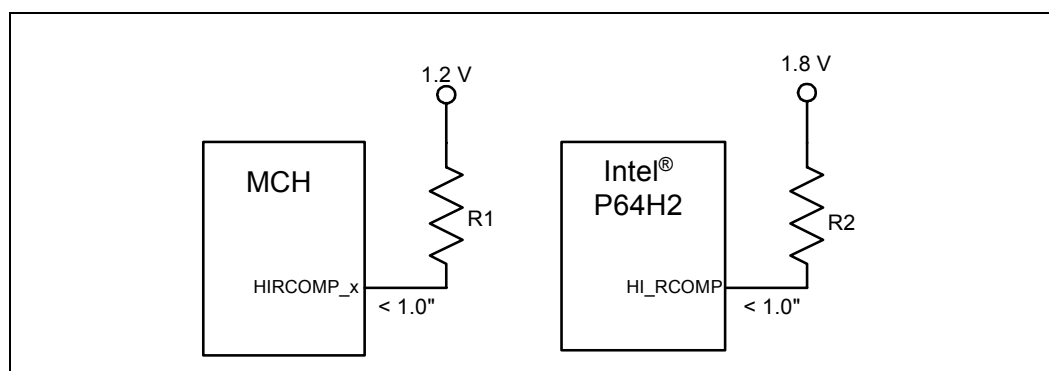 1.2 V
MCH
R1
HIRCOMP_x
< 1.0"
1.8 V
Intel®
P64H2
R2
HI_RCOMP
< 1.0"